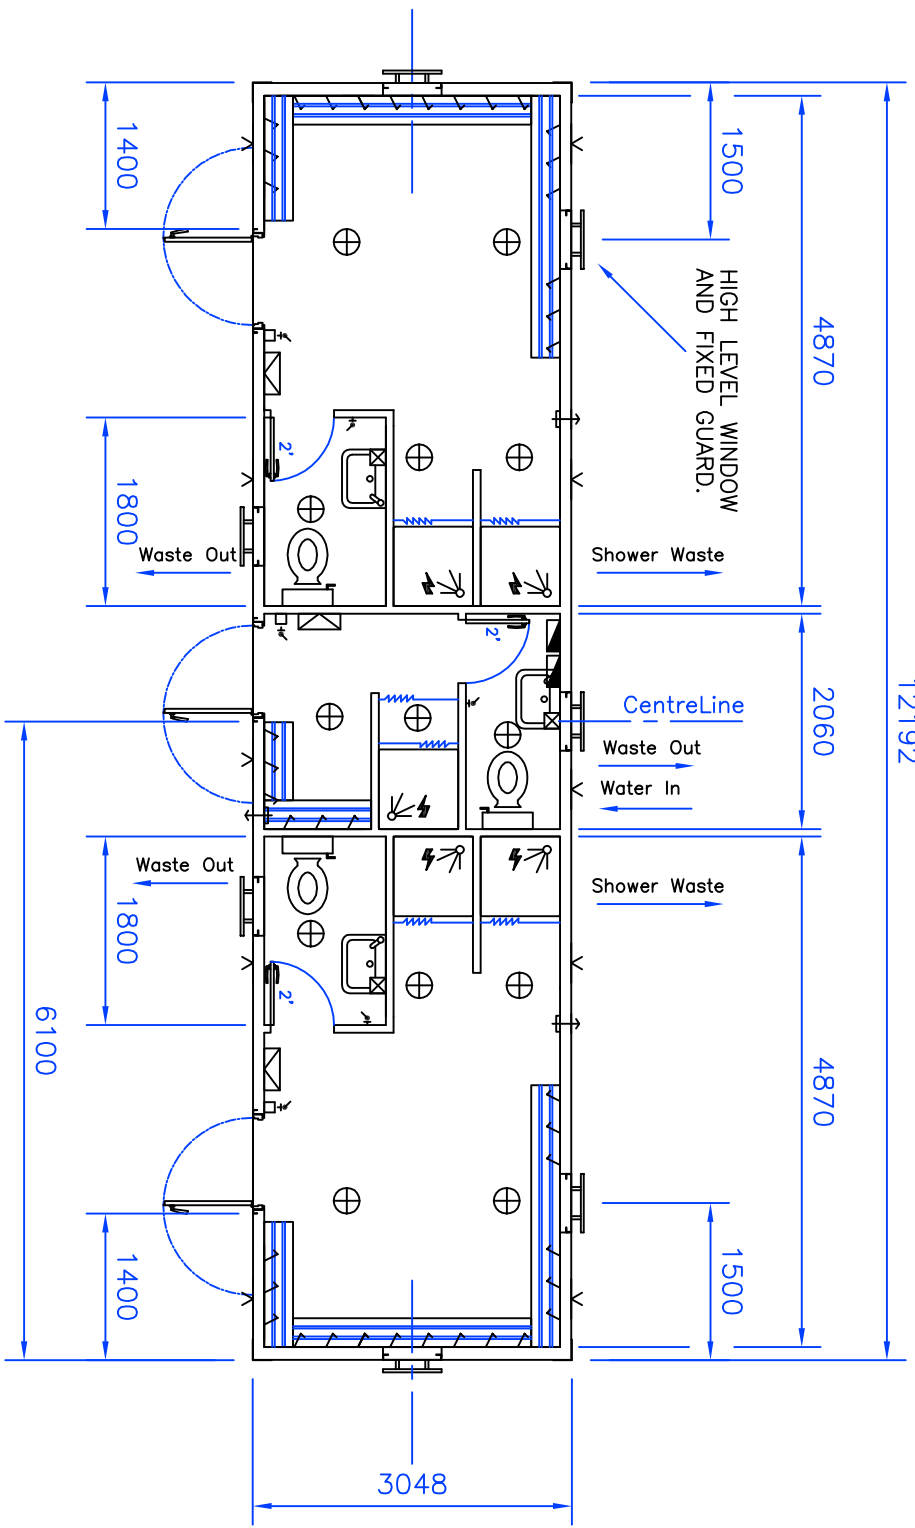 1400
1500
4870
HIGH LEVEL WINDOW
AND FIXED GUARD.
2'
1800
Waste Out
Shower Waste
2'
12192
2060
CentreLine
Waste Out
Water In
Waste Out
Shower Waste
1800
2'
6100
4870
1400
1500
3048